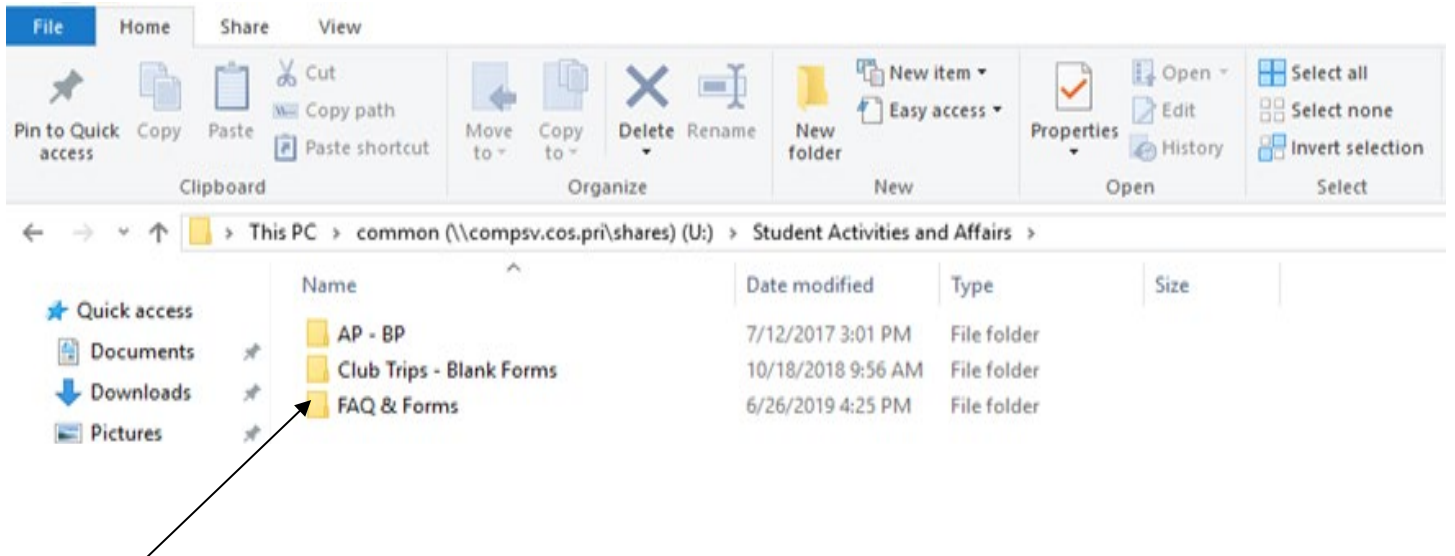 File Home Share View
Pin to Quick access
Copy
Paste
Cut
Copy path
Paste shortcut
Clipboard
Move to
Copy to
Delete
Rename
Organize
New folder
New item
Easy access
New
Properties
Open
Edit
History
Open
Select all
Select none
Invert selection
Select
This PC > common (\\compsv.cos.pri\shares) (U:) > Student Activities and Affairs >
Name Date modified Type Size
Quick access
Documents
Downloads
Pictures
AP - BP 7/12/2017 3:01 PM File folder
Club Trips - Blank Forms 10/18/2018 9:56 AM File folder
FAQ & Forms 6/26/2019 4:25 PM File folder